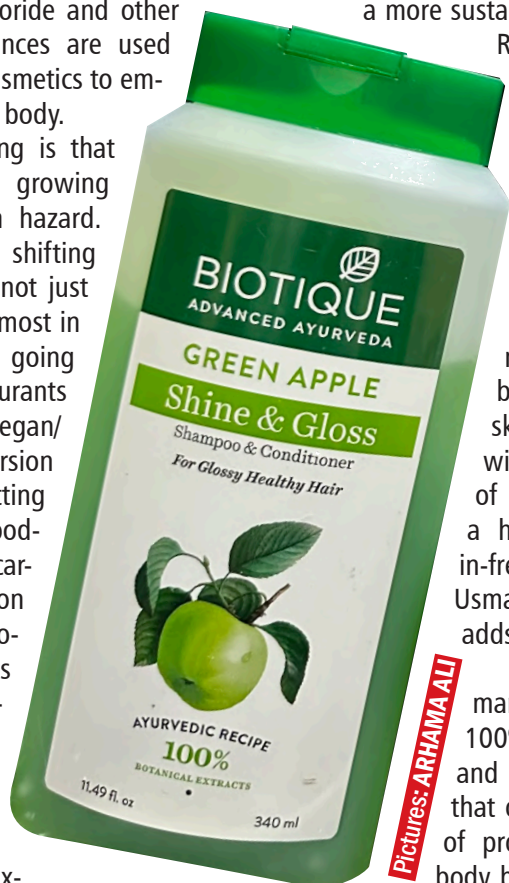 oride and other
nces are used
smetics to em-
body.
ng is that
growing
hazard.
shifting
not just
most in
going
urants
egan/
rsion
tting
ood-
car-
on
o-
s
x-
BIOTIQUE
ADVANCED AYURVEDA
GREEN APPLE
Shine & Gloss
Shampoo & Conditioner
For Glossy Healthy Hair
AYURVEDIC RECIPE
100%
BOTANICAL EXTRACTS
11.49 fl. oz
340 ml
Pictures: ARHAMA ALI
a more susta
R
b
sk
wi
of
a h
in-fre
Usma
adds
mar
100%
and
that
of pro
body h